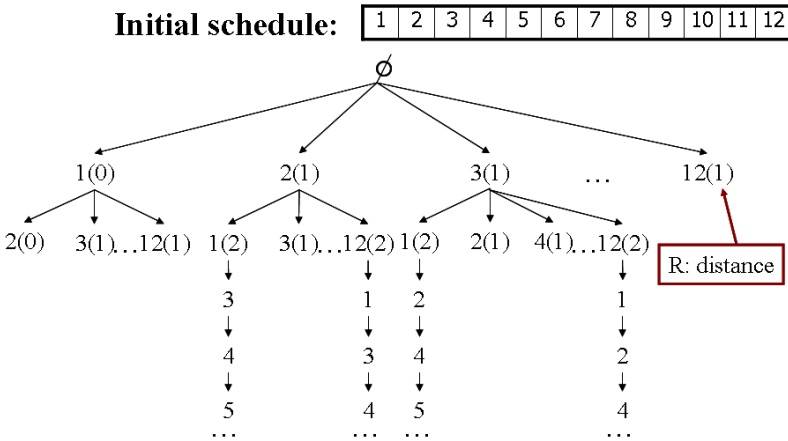 Initial schedule: 1 2 3 4 5 6 7 8 9 10 11 12
Ø
1(0) 2(1) 3(1) … 12(1)
2(0) 3(1)…12(1) 1(2) 3(1)…12(2) 1(2) 2(1) 4(1)…12(2)
R: distance
3 1 2 1
4 3 4 2
5 4 5 4
… … … …